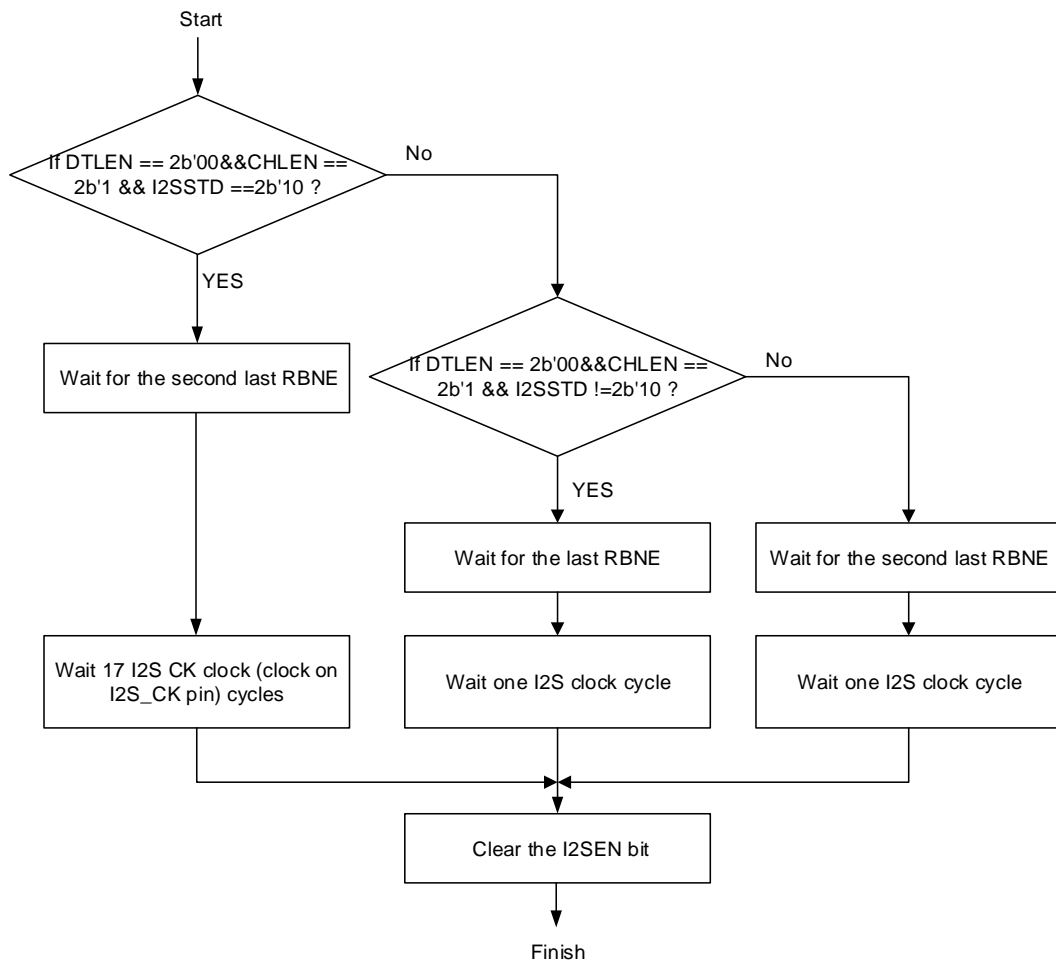 Start
If DTLEN == 2b'00&&CHLEN ==
2b'1 && I2SSTD ==2b'10 ?
No
YES
Wait for the second last RBNE
If DTLEN == 2b'00&&CHLEN ==
2b'1 && I2SSTD !=2b'10 ?
No
YES
Wait for the last RBNE
Wait for the second last RBNE
Wait 17 I2S CK clock (clock on
I2S_CK pin) cycles
Wait one I2S clock cycle
Wait one I2S clock cycle
Clear the I2SEN bit
Finish